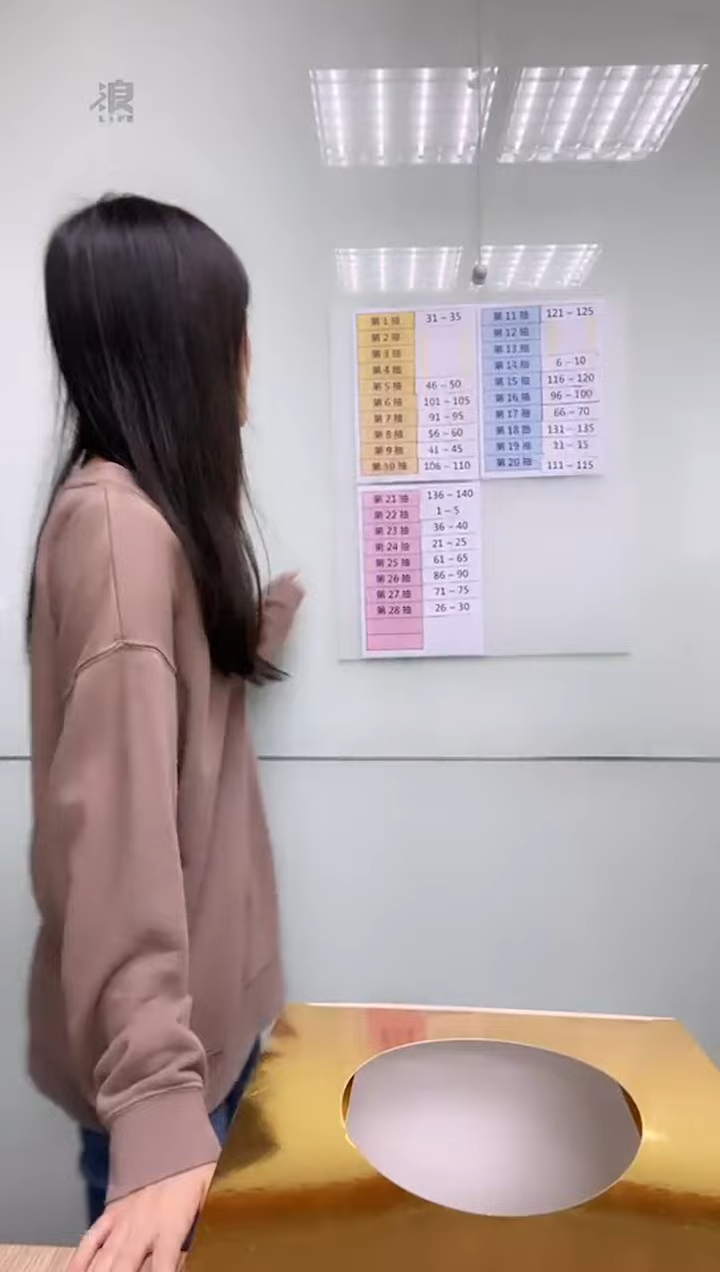 浪
LIFE
第1抽 31－35
第2抽
第3抽
第4抽
第5抽 46－50
第6抽 101－105
第7抽 91－95
第8抽 56－60
第9抽 41－45
第10抽 106－110
第11抽 121－125
第12抽
第13抽
第14抽 6－10
第15抽 116－120
第16抽 96－100
第17抽 66－70
第18抽 131－135
第19抽 11－15
第20抽 111－115
第21抽 136－140
第22抽 1－5
第23抽 36－40
第24抽 21－25
第25抽 61－65
第26抽 86－90
第27抽 71－75
第28抽 26－30